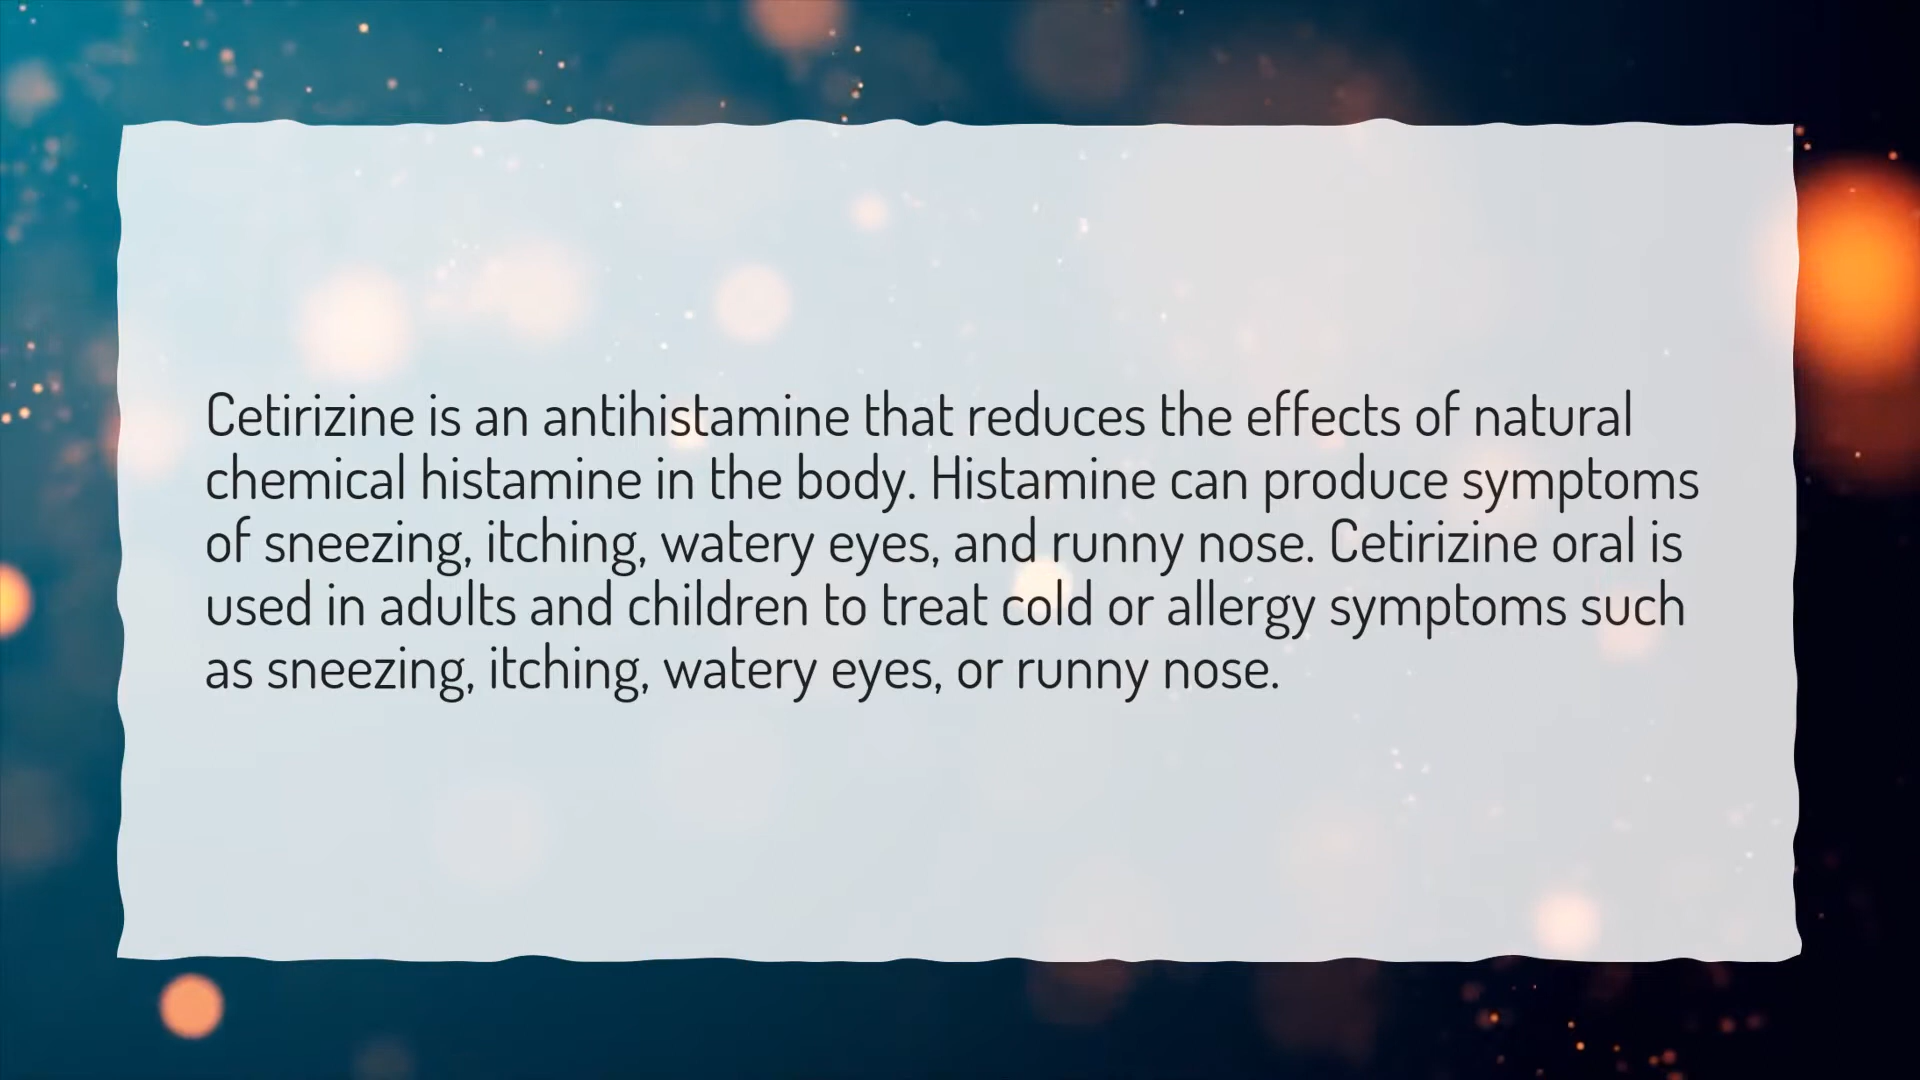 Cetirizine is an antihistamine that reduces the effects of natural
chemical histamine in the body. Histamine can produce symptoms
of sneezing, itching, watery eyes, and runny nose. Cetirizine oral is
used in adults and children to treat cold or allergy symptoms such
as sneezing, itching, watery eyes, or runny nose.